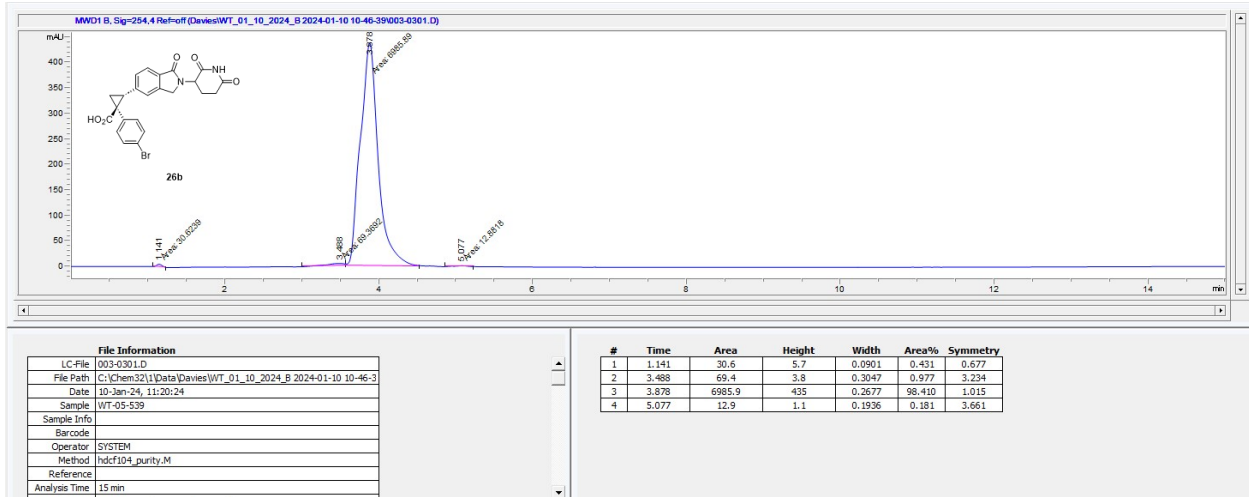 MWD1 B, Sig=254,4 Ref=off (Davies\WT_01_10_2024_B 2024-01-10 10-46-39\003-0301.D)
mAU
400
350
300
250
200
150
100
50
0
O
O
NH
N
O
HO₂C
Br
26b
1.141
Area: 30.6239
3.488
Area: 69.3692
3.878
Area: 6985.89
5.077
Area: 12.8818
2 4 6 8 10 12 14 min
File Information
LC-File 003-0301.D
File Path C:\Chem32\1\Data\Davies\WT_01_10_2024_B 2024-01-10 10-46-3
Date 10-Jan-24, 11:20:24
Sample WT-05-539
Sample Info
Barcode
Operator SYSTEM
Method hdcf104_purity.M
Reference
Analysis Time 15 min
# Time Area Height Width Area% Symmetry
1 1.141 30.6 5.7 0.0901 0.431 0.677
2 3.488 69.4 3.8 0.3047 0.977 3.234
3 3.878 6985.9 435 0.2677 98.410 1.015
4 5.077 12.9 1.1 0.1936 0.181 3.661